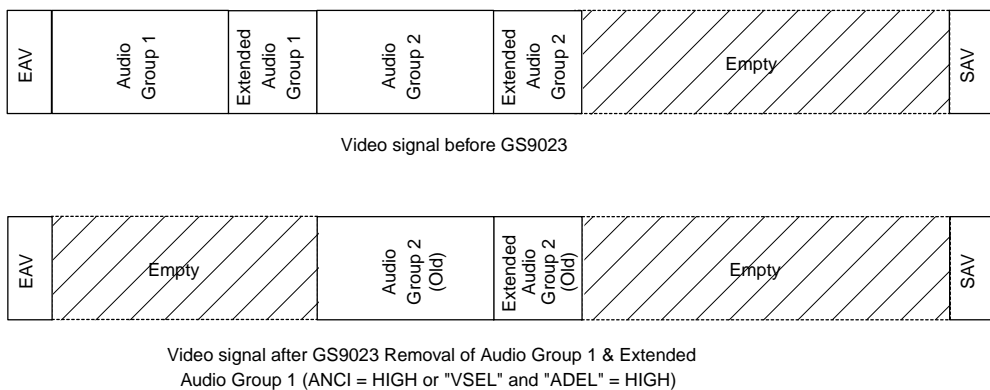 EAV
Audio
Group 1
Extended
Audio
Group 1
Audio
Group 2
Extended
Audio
Group 2
Empty
SAV
Video signal before GS9023
EAV
Empty
Audio
Group 2
(Old)
Extended
Audio
Group 2
(Old)
Empty
SAV
Video signal after GS9023 Removal of Audio Group 1 & Extended
Audio Group 1 (ANCI = HIGH or "VSEL" and "ADEL" = HIGH)